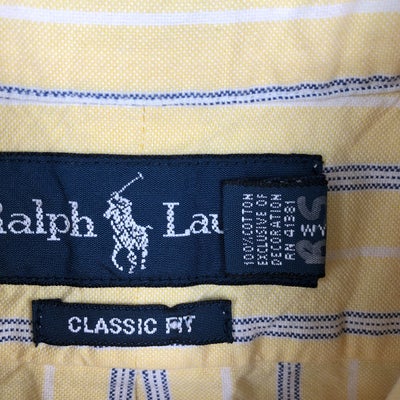 Ralph Lau
100% COTTON
EXCLUSIVE OF
DECORATION
RN 41381
CLASSIC FIT